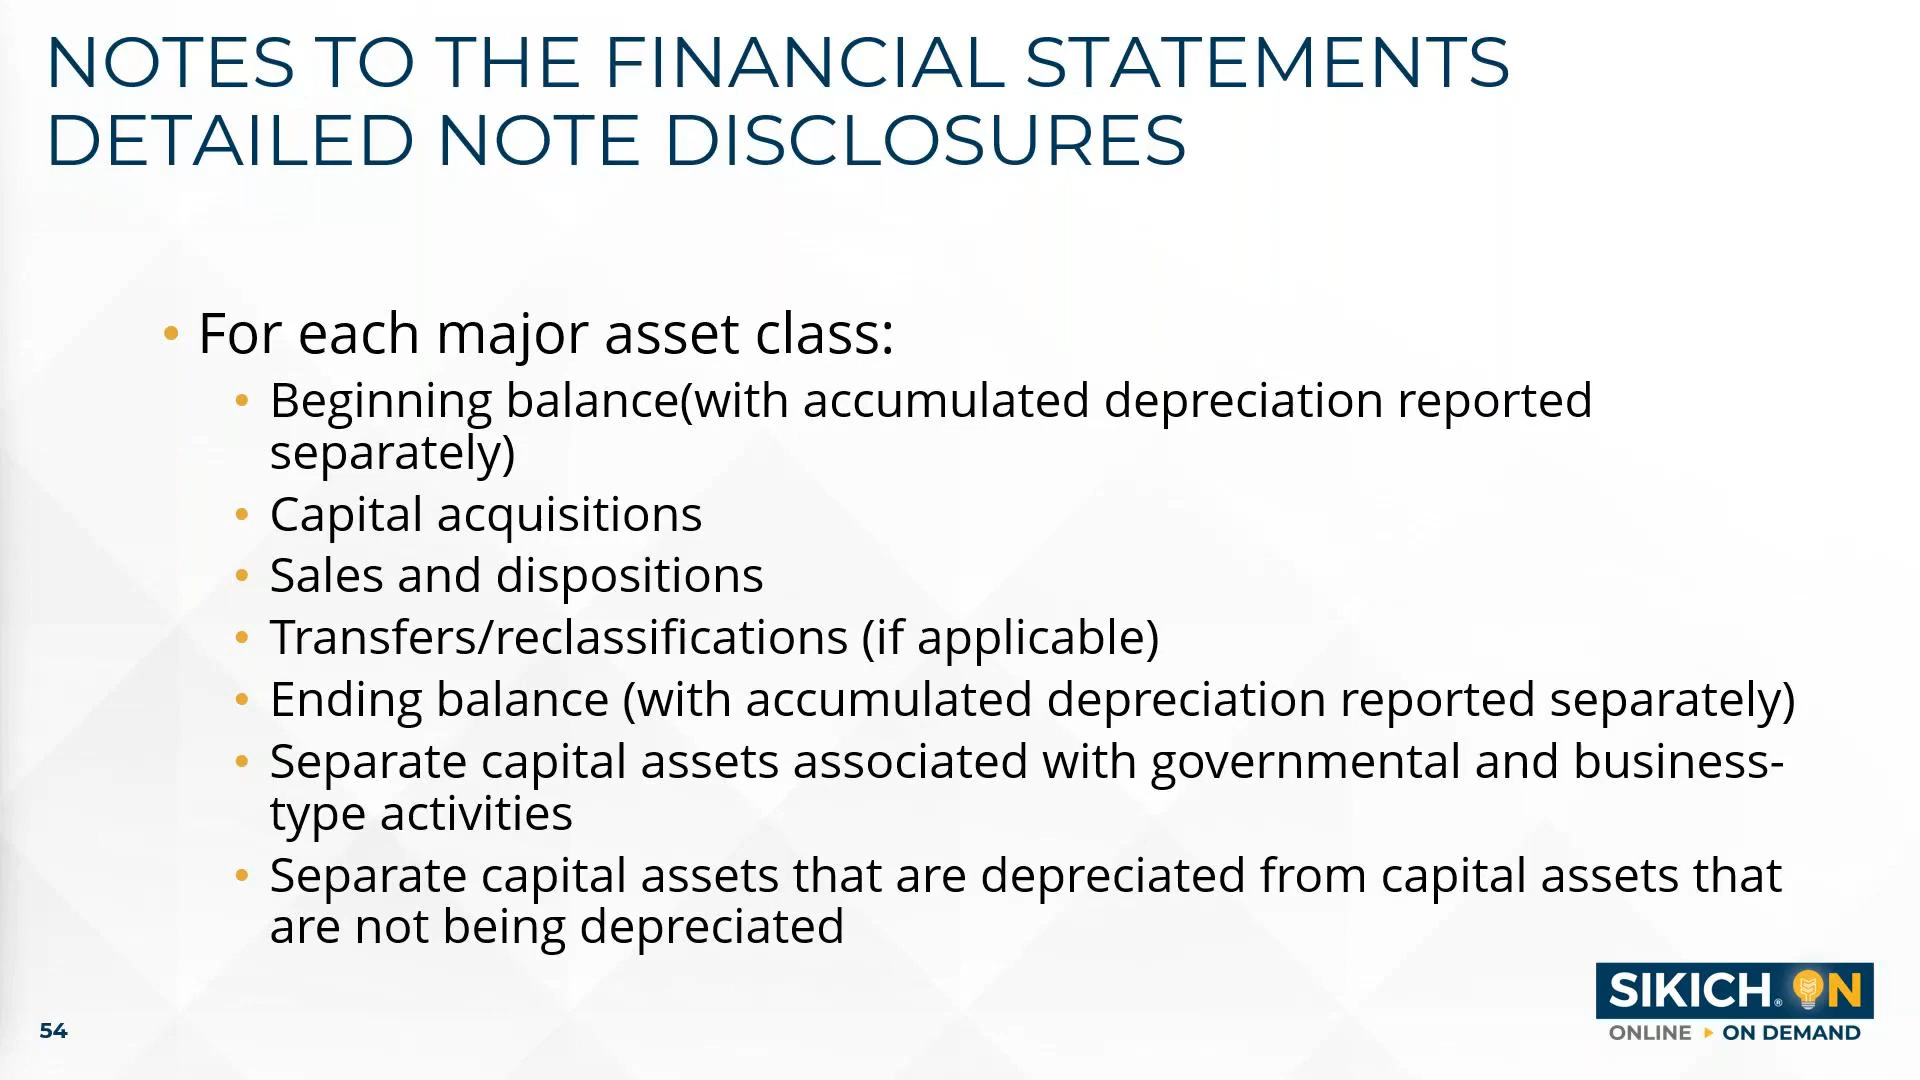 NOTES TO THE FINANCIAL STATEMENTS
DETAILED NOTE DISCLOSURES
• For each major asset class:
• Beginning balance(with accumulated depreciation reported
separately)
• Capital acquisitions
• Sales and dispositions
• Transfers/reclassifications (if applicable)
• Ending balance (with accumulated depreciation reported separately)
• Separate capital assets associated with governmental and business-
type activities
• Separate capital assets that are depreciated from capital assets that
are not being depreciated
SIKICH® ON
ONLINE ▸ ON DEMAND
54